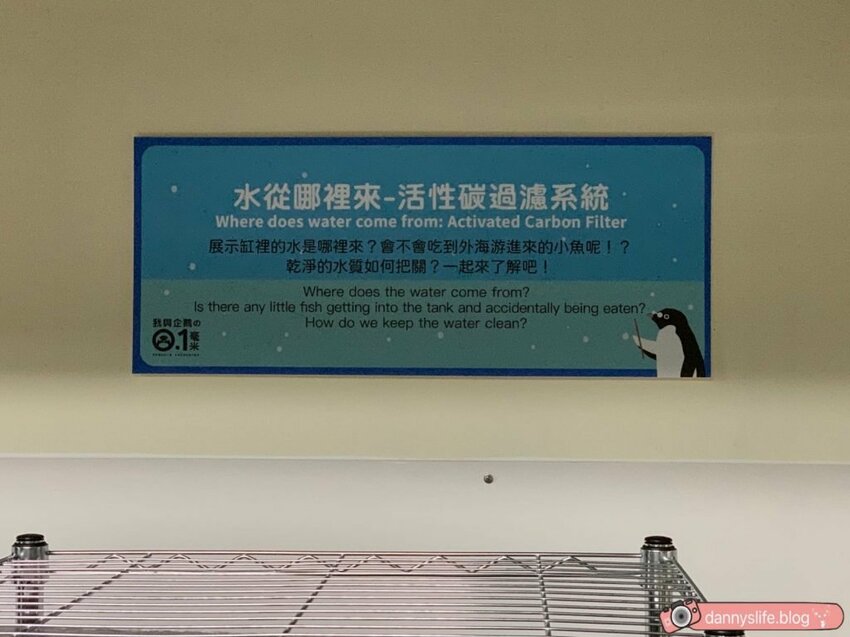 水從哪裡來-活性碳過濾系統
Where does water come from: Activated Carbon Filter
展示缸裡的水是哪裡來？會不會吃到外海游進來的小魚呢！？
乾淨的水質如何把關？一起來了解吧！
Where does the water come from?
Is there any little fish getting into the tank and accidentally being eaten?
How do we keep the water clean?
我與企鵝の
0.1毫米
dannyslife.blog